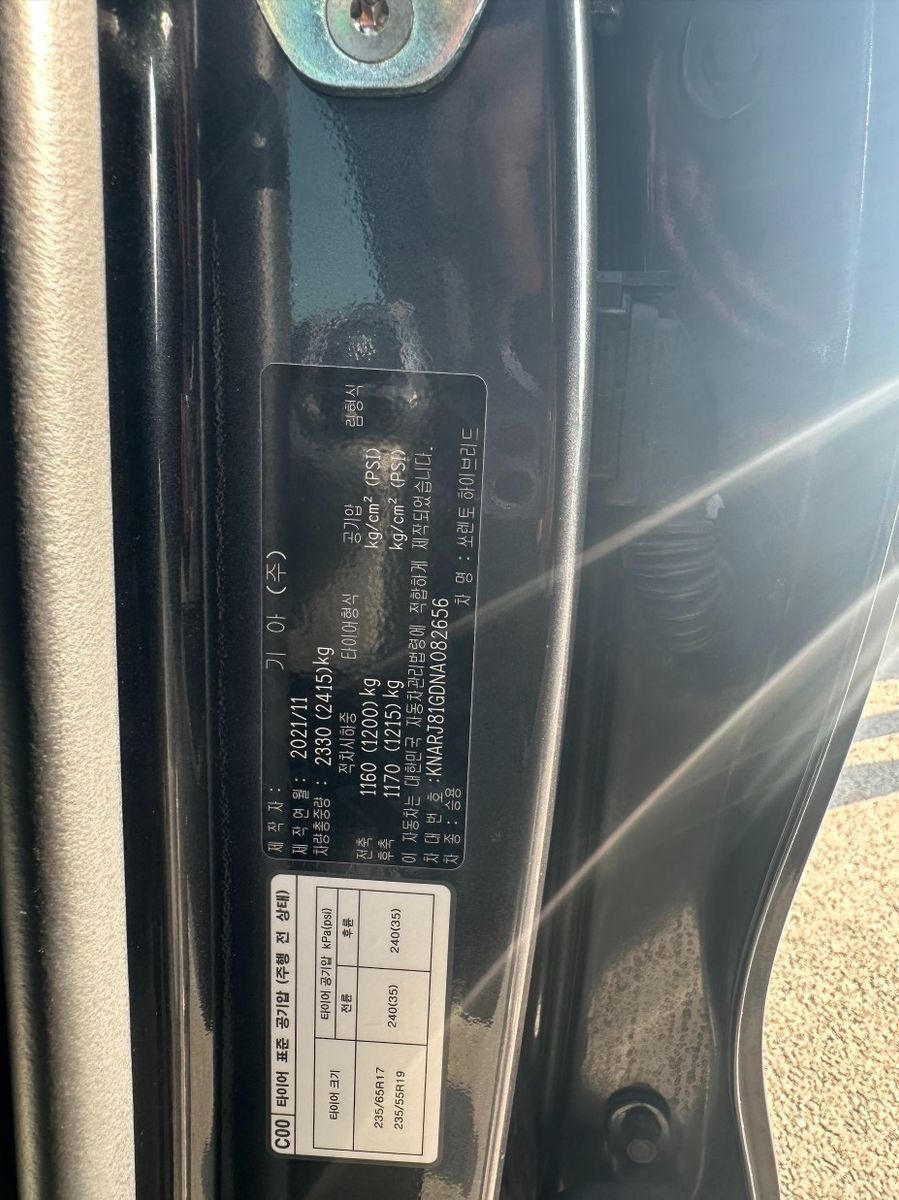 제 작 자 : 기 아 (주)
제 작 연 월 : 2021/11
차량총중량 : 2330 (2415)kg
적차시하중 타이어형식 공기압 림형식
전축 1160 (1200)kg kg/cm² (PSI)
후축 1170 (1215)kg kg/cm² (PSI)
이 자동차는 대한민국 자동차관리법령에 적합하게 제작되었습니다.
차 대 번 호 :KNARJ81GDNA082656
차 종 : 승용 차 명 : 쏘렌토 하이브리드
C00 타이어 표준 공기압 (주행 전 상태)
타이어 크기 타이어 공기압 kPa(psi)
전륜 후륜
235/65R17 240(35) 240(35)
235/55R19